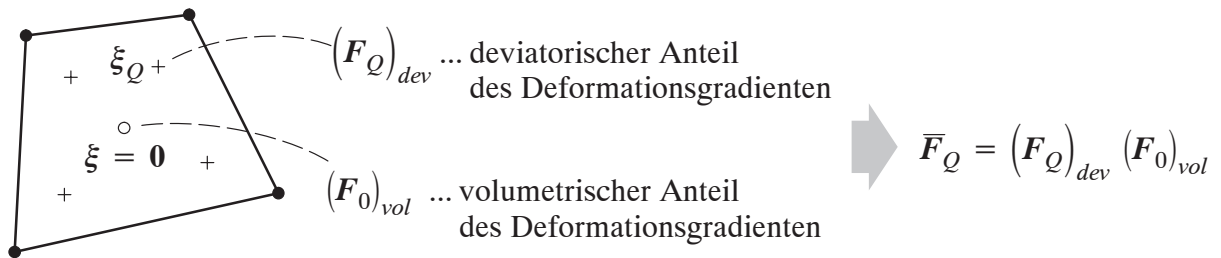 ξ_Q
(F_Q)_dev ... deviatorischer Anteil
des Deformationsgradienten
ξ = 0
(F_0)_vol ... volumetrischer Anteil
des Deformationsgradienten
F̅_Q = (F_Q)_dev (F_0)_vol